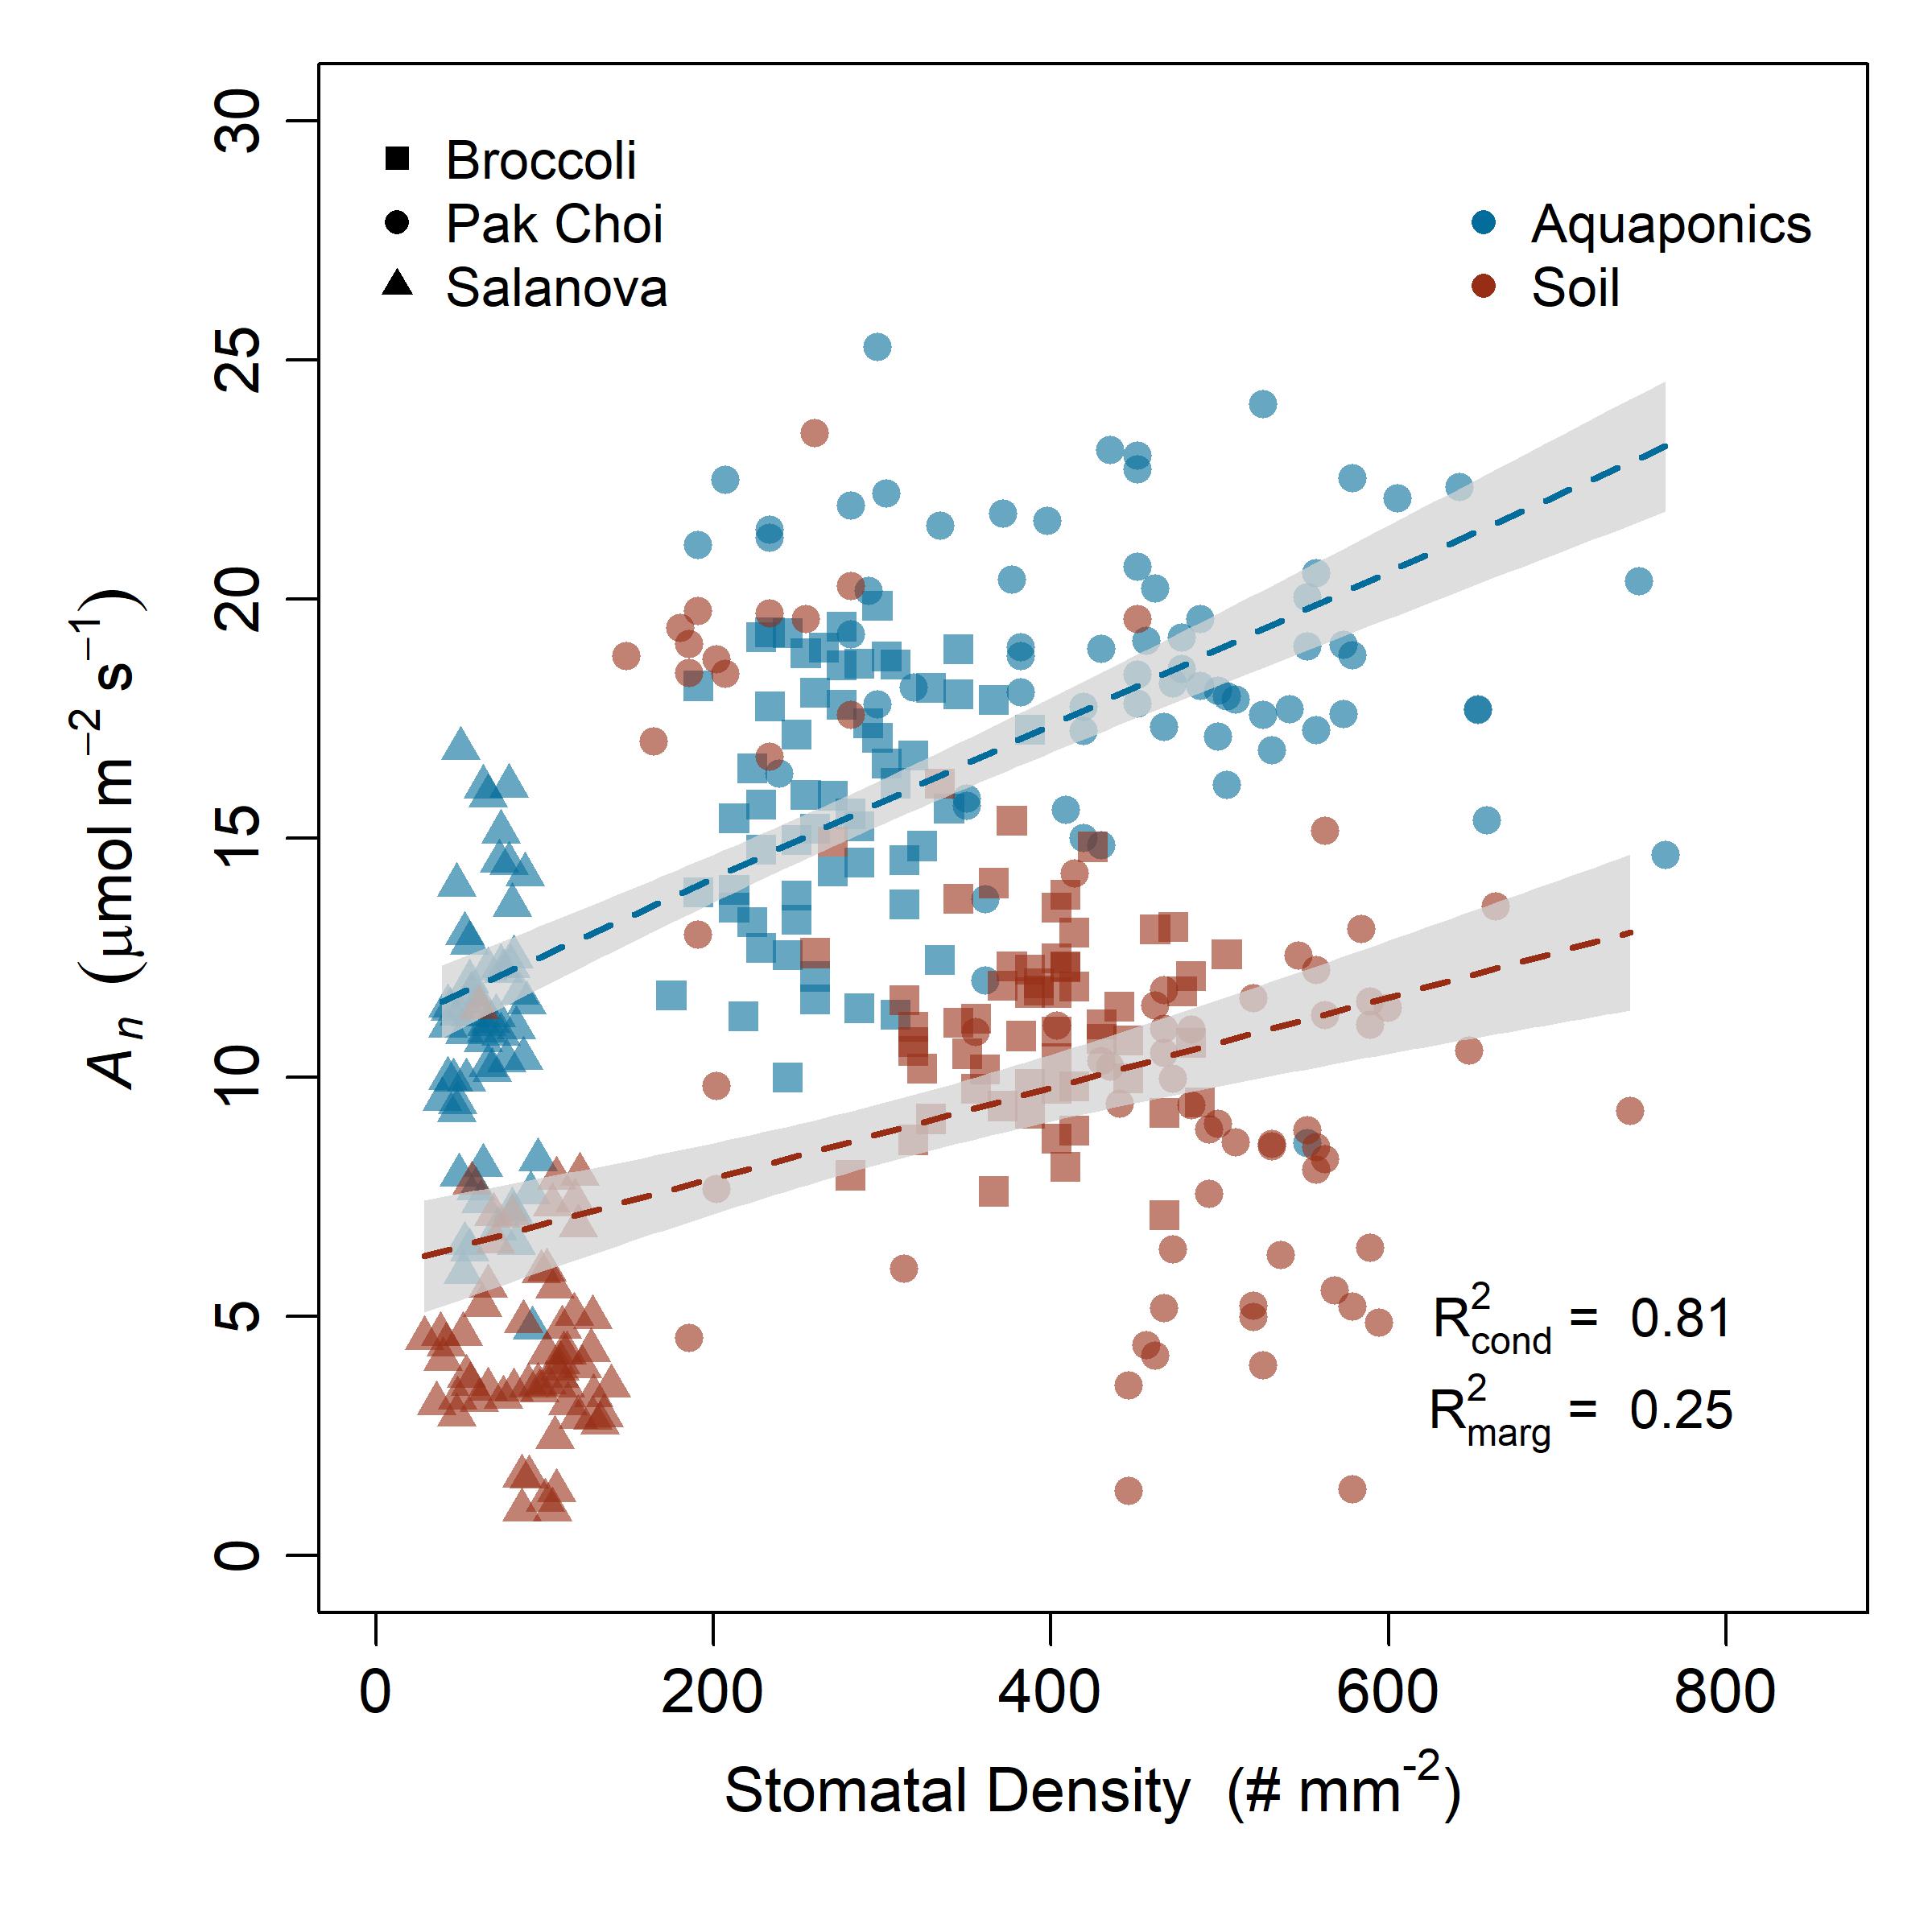 30
25
20
15
10
5
0
Aₙ (μmol m⁻² s⁻¹)
Broccoli
Pak Choi
Salanova
Aquaponics
Soil
R²cond = 0.81
R²marg = 0.25
0 200 400 600 800
Stomatal Density (# mm⁻²)